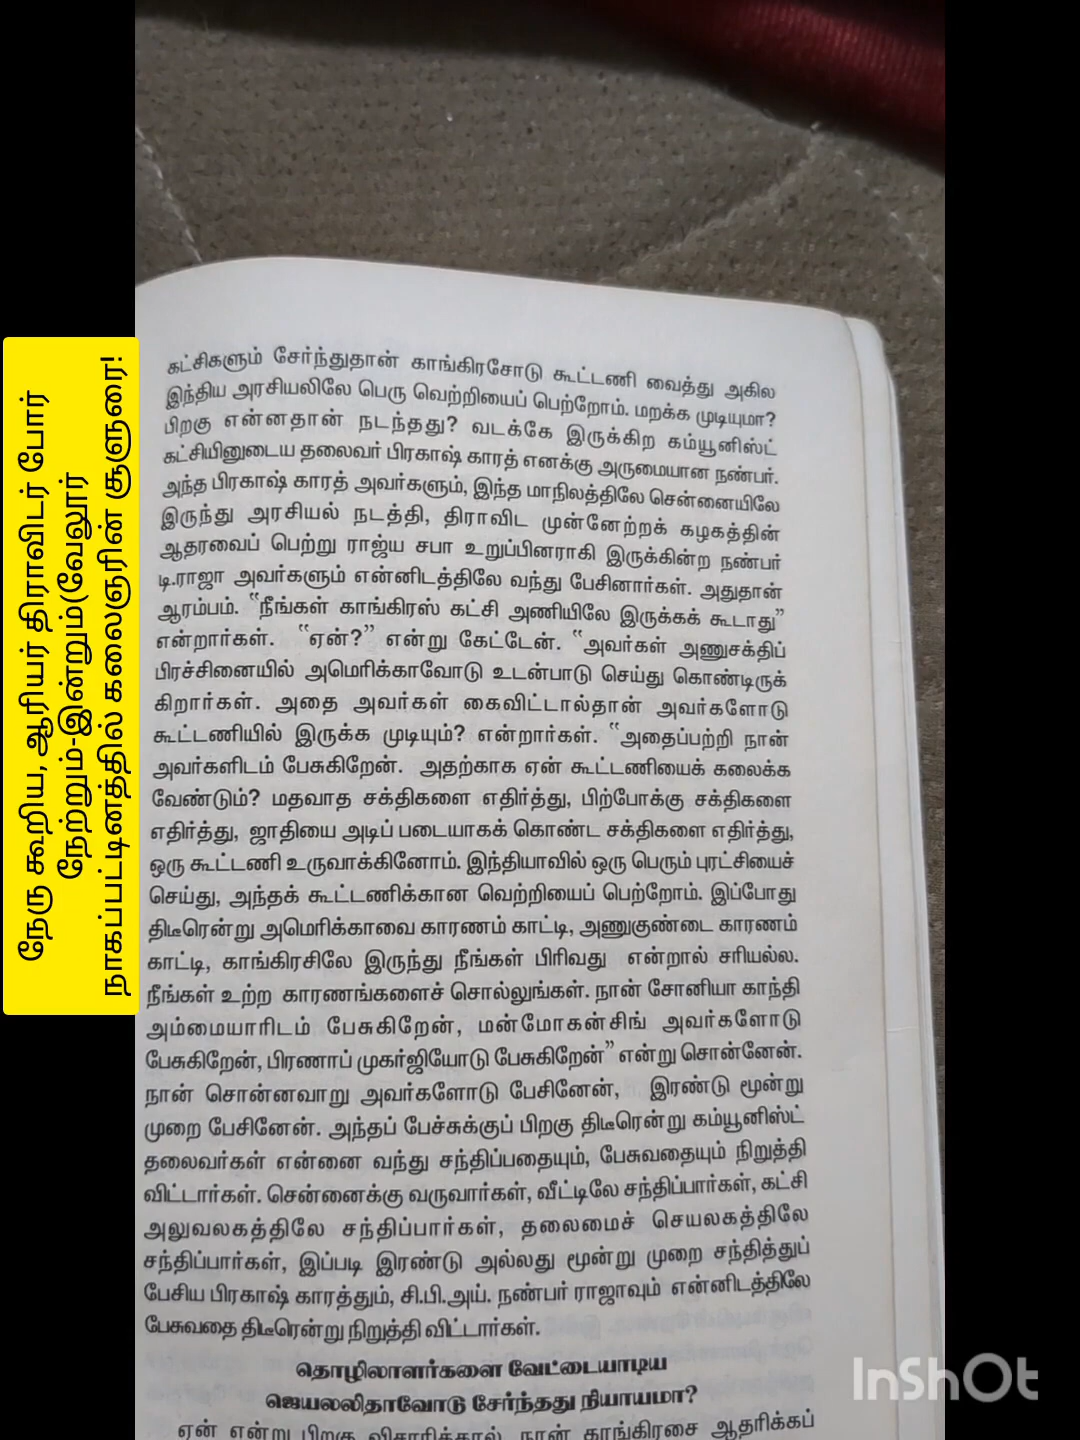 நேரு கூறிய, ஆரியர் திராவிடர் போர்
நேற்றும்-இன்றும்(வேலூர்
நாகப்பட்டினத்தில் கலைஞரின் சூளுரை!
கட்சிகளும் சேர்ந்துதான் காங்கிரசோடு கூட்டணி வைத்து அகில
இந்திய அரசியலிலே பெரு வெற்றியைப் பெற்றோம். மறக்க முடியுமா?
பிறகு என்னதான் நடந்தது? வடக்கே இருக்கிற கம்யூனிஸ்ட்
கட்சியினுடைய தலைவர் பிரகாஷ் காரத் எனக்கு அருமையான நண்பர்.
அந்த பிரகாஷ் காரத் அவர்களும், இந்த மாநிலத்திலே சென்னையிலே
இருந்து அரசியல் நடத்தி, திராவிட முன்னேற்றக் கழகத்தின்
ஆதரவைப் பெற்று ராஜ்ய சபா உறுப்பினராகி இருக்கின்ற நண்பர்
டி.ராஜா அவர்களும் என்னிடத்திலே வந்து பேசினார்கள். அதுதான்
ஆரம்பம். "நீங்கள் காங்கிரஸ் கட்சி அணியிலே இருக்கக் கூடாது"
என்றார்கள். "ஏன்?" என்று கேட்டேன். "அவர்கள் அணுசக்திப்
பிரச்சினையில் அமெரிக்காவோடு உடன்பாடு செய்து கொண்டிருக்
கிறார்கள். அதை அவர்கள் கைவிட்டால்தான் அவர்களோடு
கூட்டணியில் இருக்க முடியும்? என்றார்கள். "அதைப்பற்றி நான்
அவர்களிடம் பேசுகிறேன். அதற்காக ஏன் கூட்டணியைக் கலைக்க
வேண்டும்? மதவாத சக்திகளை எதிர்த்து, பிற்போக்கு சக்திகளை
எதிர்த்து, ஜாதியை அடிப் படையாகக் கொண்ட சக்திகளை எதிர்த்து,
ஒரு கூட்டணி உருவாக்கினோம். இந்தியாவில் ஒரு பெரும் புரட்சியைச்
செய்து, அந்தக் கூட்டணிக்கான வெற்றியைப் பெற்றோம். இப்போது
திடீரென்று அமெரிக்காவை காரணம் காட்டி, அணுகுண்டை காரணம்
காட்டி, காங்கிரசிலே இருந்து நீங்கள் பிரிவது என்றால் சரியல்ல.
நீங்கள் உற்ற காரணங்களைச் சொல்லுங்கள். நான் சோனியா காந்தி
அம்மையாரிடம் பேசுகிறேன், மன்மோகன்சிங் அவர்களோடு
பேசுகிறேன், பிரணாப் முகர்ஜியோடு பேசுகிறேன்" என்று சொன்னேன்.
நான் சொன்னவாறு அவர்களோடு பேசினேன், இரண்டு மூன்று
முறை பேசினேன். அந்தப் பேச்சுக்குப் பிறகு திடீரென்று கம்யூனிஸ்ட்
தலைவர்கள் என்னை வந்து சந்திப்பதையும், பேசுவதையும் நிறுத்தி
விட்டார்கள். சென்னைக்கு வருவார்கள், வீட்டிலே சந்திப்பார்கள், கட்சி
அலுவலகத்திலே சந்திப்பார்கள், தலைமைச் செயலகத்திலே
சந்திப்பார்கள், இப்படி இரண்டு அல்லது மூன்று முறை சந்தித்துப்
பேசிய பிரகாஷ் காரத்தும், சி.பி.அய். நண்பர் ராஜாவும் என்னிடத்திலே
பேசுவதை திடீரென்று நிறுத்தி விட்டார்கள்.
தொழிலாளர்களை வேட்டையாடிய
ஜெயலலிதாவோடு சேர்ந்தது நியாயமா?
ஏன் என்று பிறகு விசாரித்தால், நான் காங்கிரசை ஆதரிக்கப்
InShOt